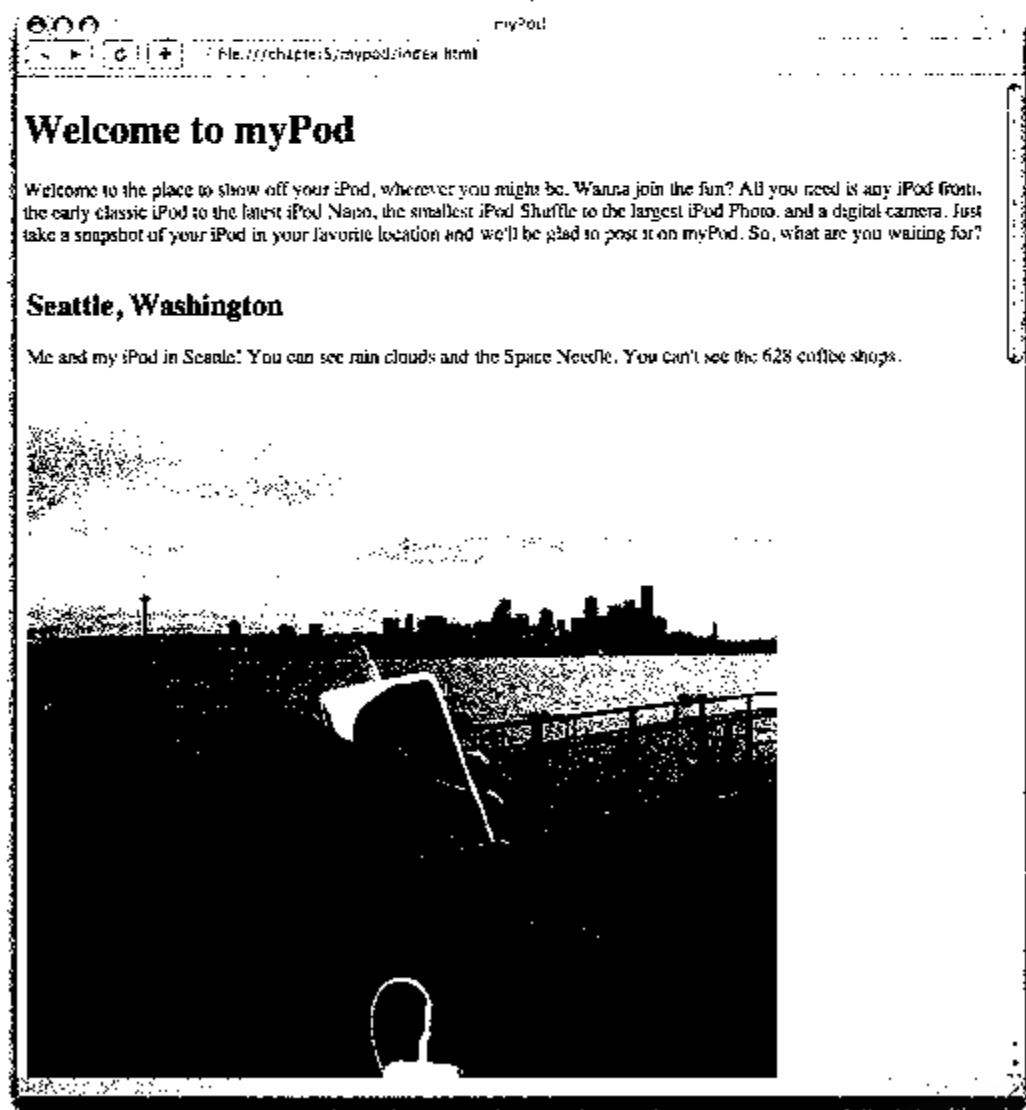 myPod
file:///chapter5/mypod/index.html
Welcome to myPod
Welcome to the place to show off your iPod, wherever you might be. Wanna join the fun? All you need is any iPod from,
the early classic iPod to the latest iPod Nano, the smallest iPod Shuffle to the largest iPod Photo, and a digital camera. Just
take a snapshot of your iPod in your favorite location and we'll be glad to post it on myPod. So, what are you waiting for?
Seattle, Washington
Me and my iPod in Seattle! You can see rain clouds and the Space Needle. You can't see the 628 coffee shops.